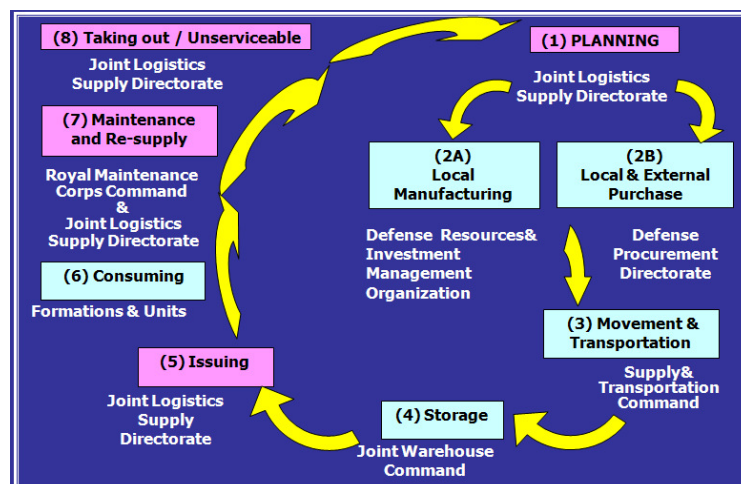 (8) Taking out / Unserviceable
Joint Logistics
Supply Directorate
(1) PLANNING
Joint Logistics
Supply Directorate
(7) Maintenance
and Re-supply
Royal Maintenance
Corps Command
&
Joint Logistics
Supply Directorate
(2A)
Local
Manufacturing
Defense Resources&
Investment
Management
Organization
(2B)
Local & External
Purchase
Defense
Procurement
Directorate
(6) Consuming
Formations & Units
(3) Movement &
Transportation
Supply&
Transportation
Command
(5) Issuing
Joint Logistics
Supply
Directorate
(4) Storage
Joint Warehouse
Command